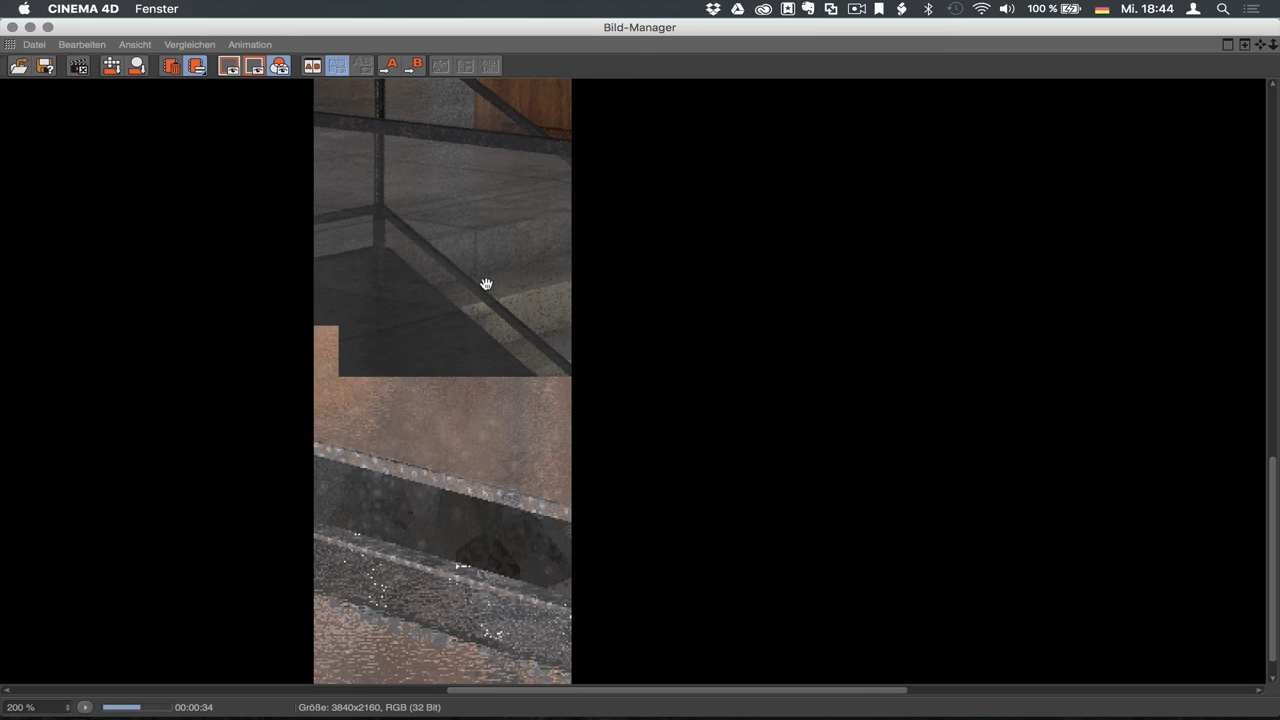 CINEMA 4D Fenster 100 % Mi. 18:44
Bild-Manager
Datei Bearbeiten Ansicht Vergleichen Animation
A B
200 % 00:00:34 Größe: 3840x2160, RGB (32 Bit)